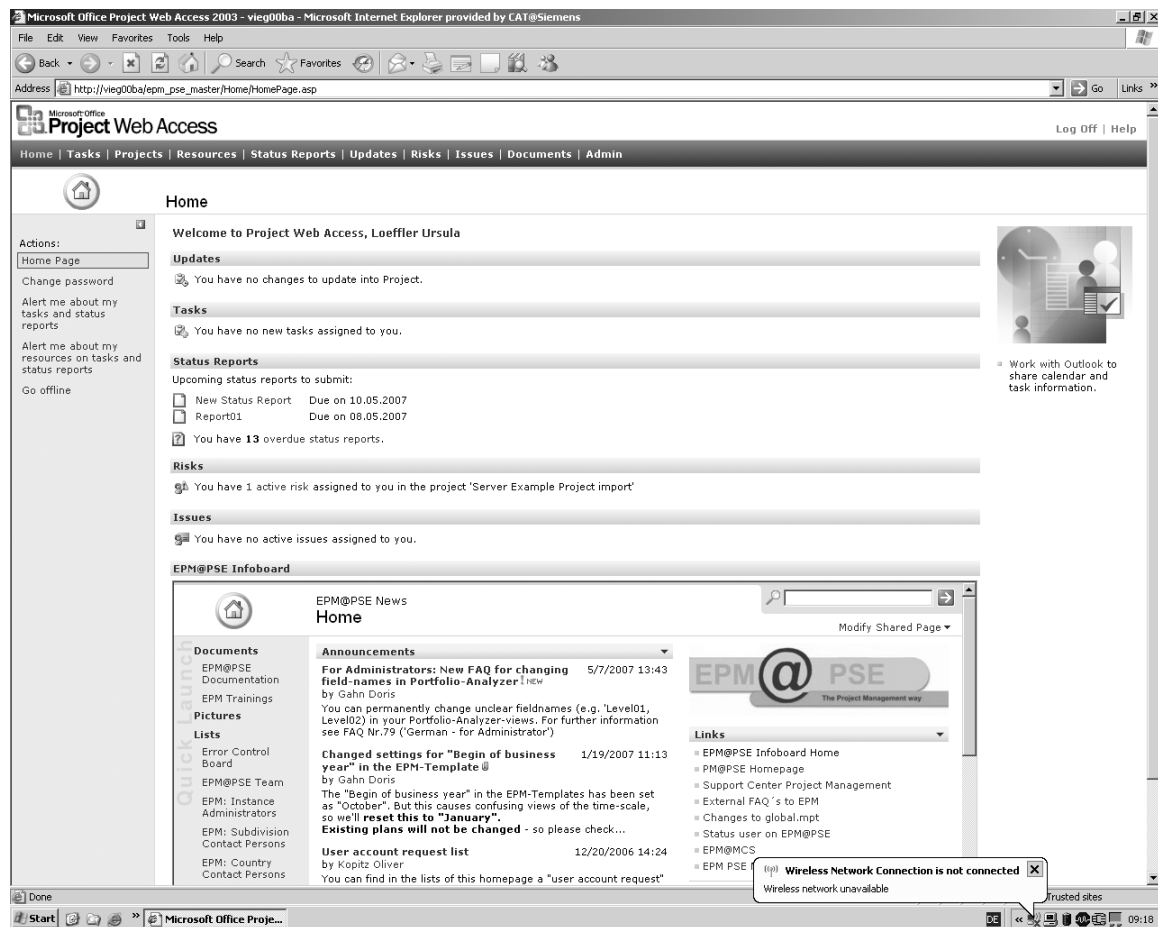 Microsoft Office Project Web Access 2003 - vieg00ba - Microsoft Internet Explorer provided by CAT@Siemens
File Edit View Favorites Tools Help
Back Search Favorites
Address http://vieg00ba/epm_pse_master/Home/HomePage.asp Go Links »
Microsoft Office
Project Web Access
Log Off | Help
Home | Tasks | Projects | Resources | Status Reports | Updates | Risks | Issues | Documents | Admin
Home
Actions:
Home Page
Change password
Alert me about my
tasks and status
reports
Alert me about my
resources on tasks and
status reports
Go offline
Welcome to Project Web Access, Loeffler Ursula
Updates
You have no changes to update into Project.
Tasks
You have no new tasks assigned to you.
Status Reports
Upcoming status reports to submit:
New Status Report Due on 10.05.2007
Report01 Due on 08.05.2007
You have 13 overdue status reports.
Risks
You have 1 active risk assigned to you in the project 'Server Example Project import'
Issues
You have no active issues assigned to you.
Work with Outlook to
share calendar and
task information.
EPM@PSE Infoboard
EPM@PSE News
Home
Modify Shared Page
Quick Launch
Documents
EPM@PSE
Documentation
EPM Trainings
Pictures
Lists
Error Control
Board
EPM@PSE Team
EPM: Instance
Administrators
EPM: Subdivision
Contact Persons
EPM: Country
Contact Persons
Announcements
For Administrators: New FAQ for changing 5/7/2007 13:43
field-names in Portfolio-Analyzer ! NEW
by Gahn Doris
You can permanently change unclear fieldnames
(e.g. 'Level01,
Level02) in your Portfolio-Analyzer-views. For further information
see FAQ Nr.79 ('German - for Administrator')
Changed settings for "Begin of business 1/19/2007 11:13
year" in the EPM-Template
by Gahn Doris
The "Begin of business year" in the EPM-Templates has been set
as "October". But this causes confusing views of the time-scale,
so we'll reset this to "January".
Existing plans will not be changed - so please check...
User account request list 12/20/2006 14:24
by Kopitz Oliver
You can find in the lists of this homepage a "user account request"
EPM @ PSE
The Project Management way
Links
EPM@PSE Infoboard Home
PM@PSE Homepage
Support Center Project Management
External FAQ´s to EPM
Changes to global.mpt
Status user on EPM@PSE
EPM@MCS
EPM PSE
Wireless Network Connection is not connected
Wireless network unavailable
Done
Trusted sites
Start » Microsoft Office Proje... DE « 09:18